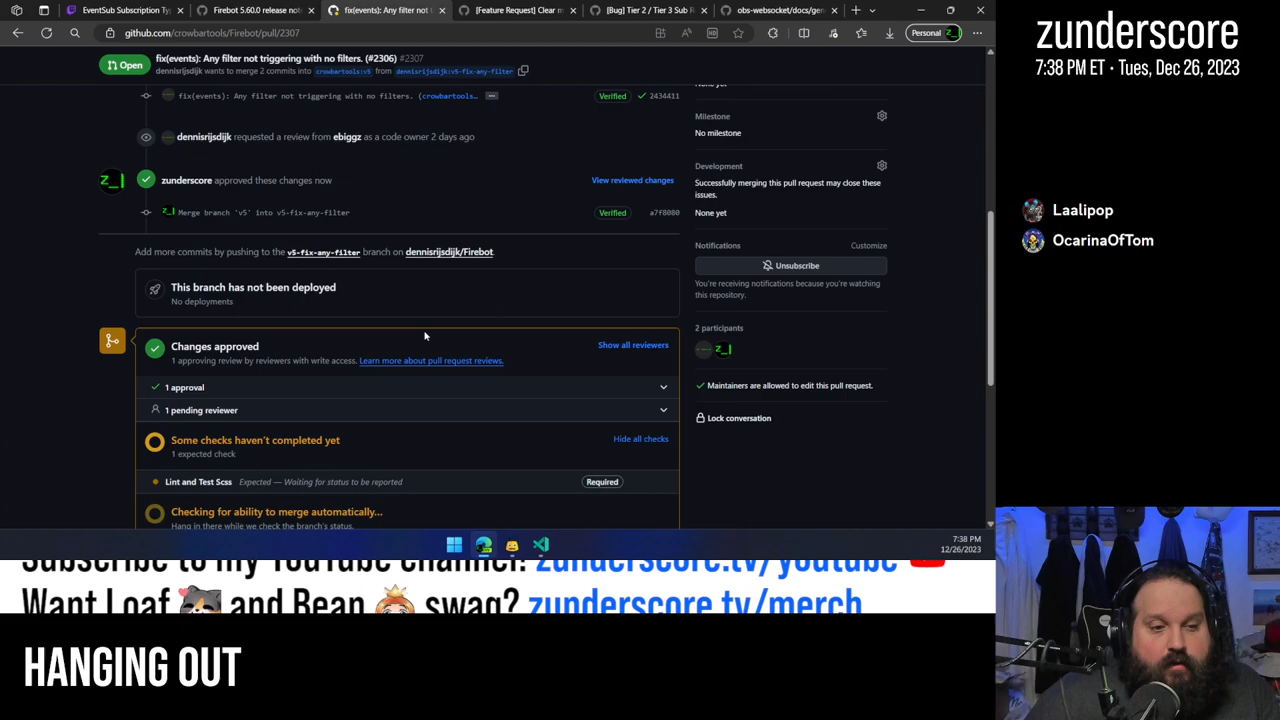 EventSub Subscription Ty
Firebot 5.60.0 release note
fix(events): Any filter not t
[Feature Request] Clear m
[Bug] Tier 2 / Tier 3 Sub R
obs-websocket/docs/gen
github.com/crowbartools/Firebot/pull/2307
Personal
Open
fix(events): Any filter not triggering with no filters. (#2306) #2307
dennisrijsdijk wants to merge 2 commits into crowbartools:v5 from dennisrijsdijk:v5-fix-any-filter
fix(events): Any filter not triggering with no filters. (crowbartools…
Verified
2434411
dennisrijsdijk requested a review from ebiggz as a code owner 2 days ago
zunderscore approved these changes now
View reviewed changes
Merge branch 'v5' into v5-fix-any-filter
Verified
a7f8080
Add more commits by pushing to the v5-fix-any-filter branch on dennisrijsdijk/Firebot.
This branch has not been deployed
No deployments
Changes approved
Show all reviewers
1 approving review by reviewers with write access. Learn more about pull request reviews.
1 approval
1 pending reviewer
Some checks haven't completed yet
Hide all checks
1 expected check
Lint and Test Scss Expected — Waiting for status to be reported
Required
Checking for ability to merge automatically...
Hang in there while we check the branch's status.
None yet
Milestone
No milestone
Development
Successfully merging this pull request may close these
issues.
None yet
Notifications
Customize
Unsubscribe
You're receiving notifications because you're watching
this repository.
2 participants
Maintainers are allowed to edit this pull request.
Lock conversation
7:38 PM
12/26/2023
zunderscore
7:38 PM ET • Tues, Dec 26, 2023
Laalipop
OcarinaOfTom
Subscribe to my YouTube channel! zunderscore.tv/youtube
Want Loaf and Bean swag? zunderscore.tv/merch
HANGING OUT